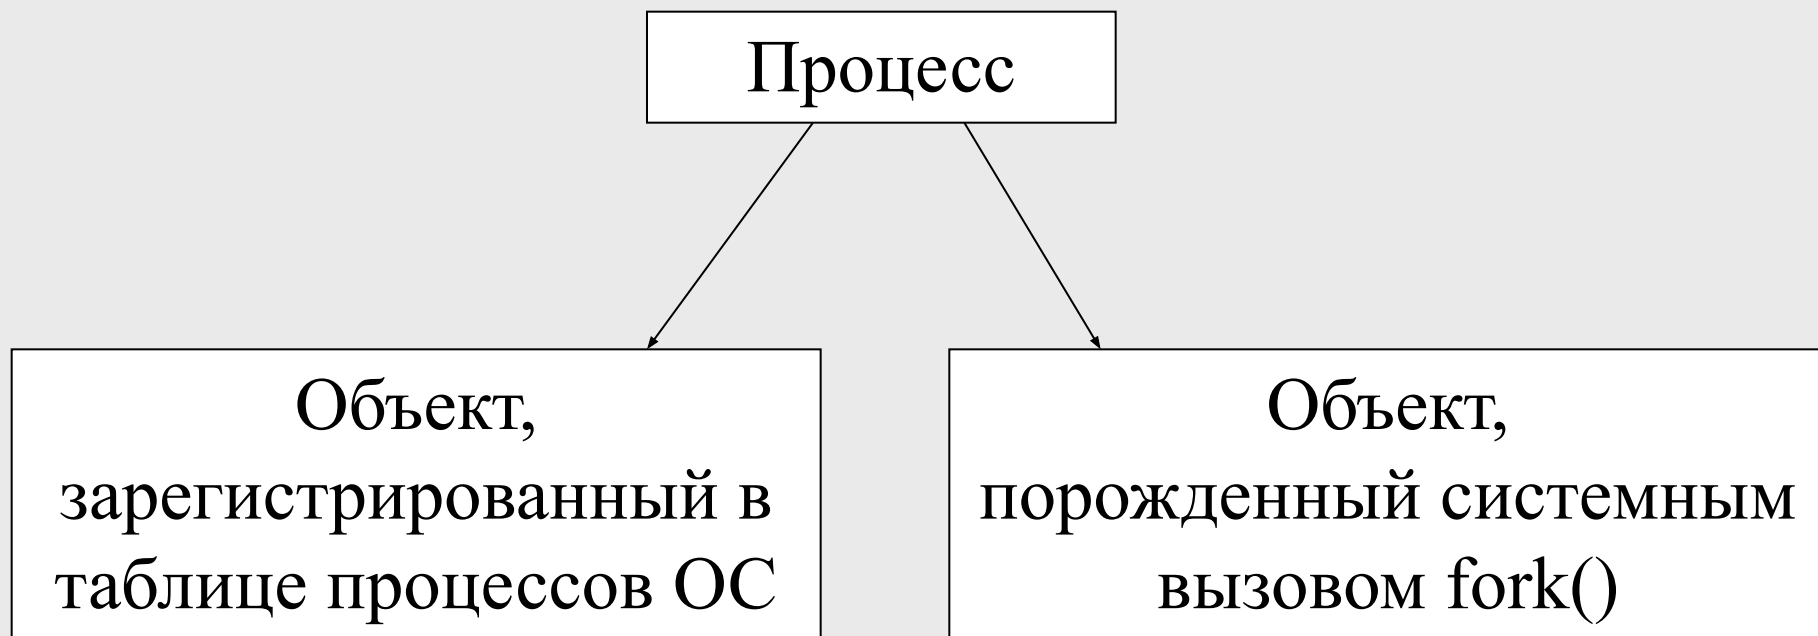 Процесс
Объект,
зарегистрированный в
таблице процессов ОС
Объект,
порожденный системным
вызовом fork()